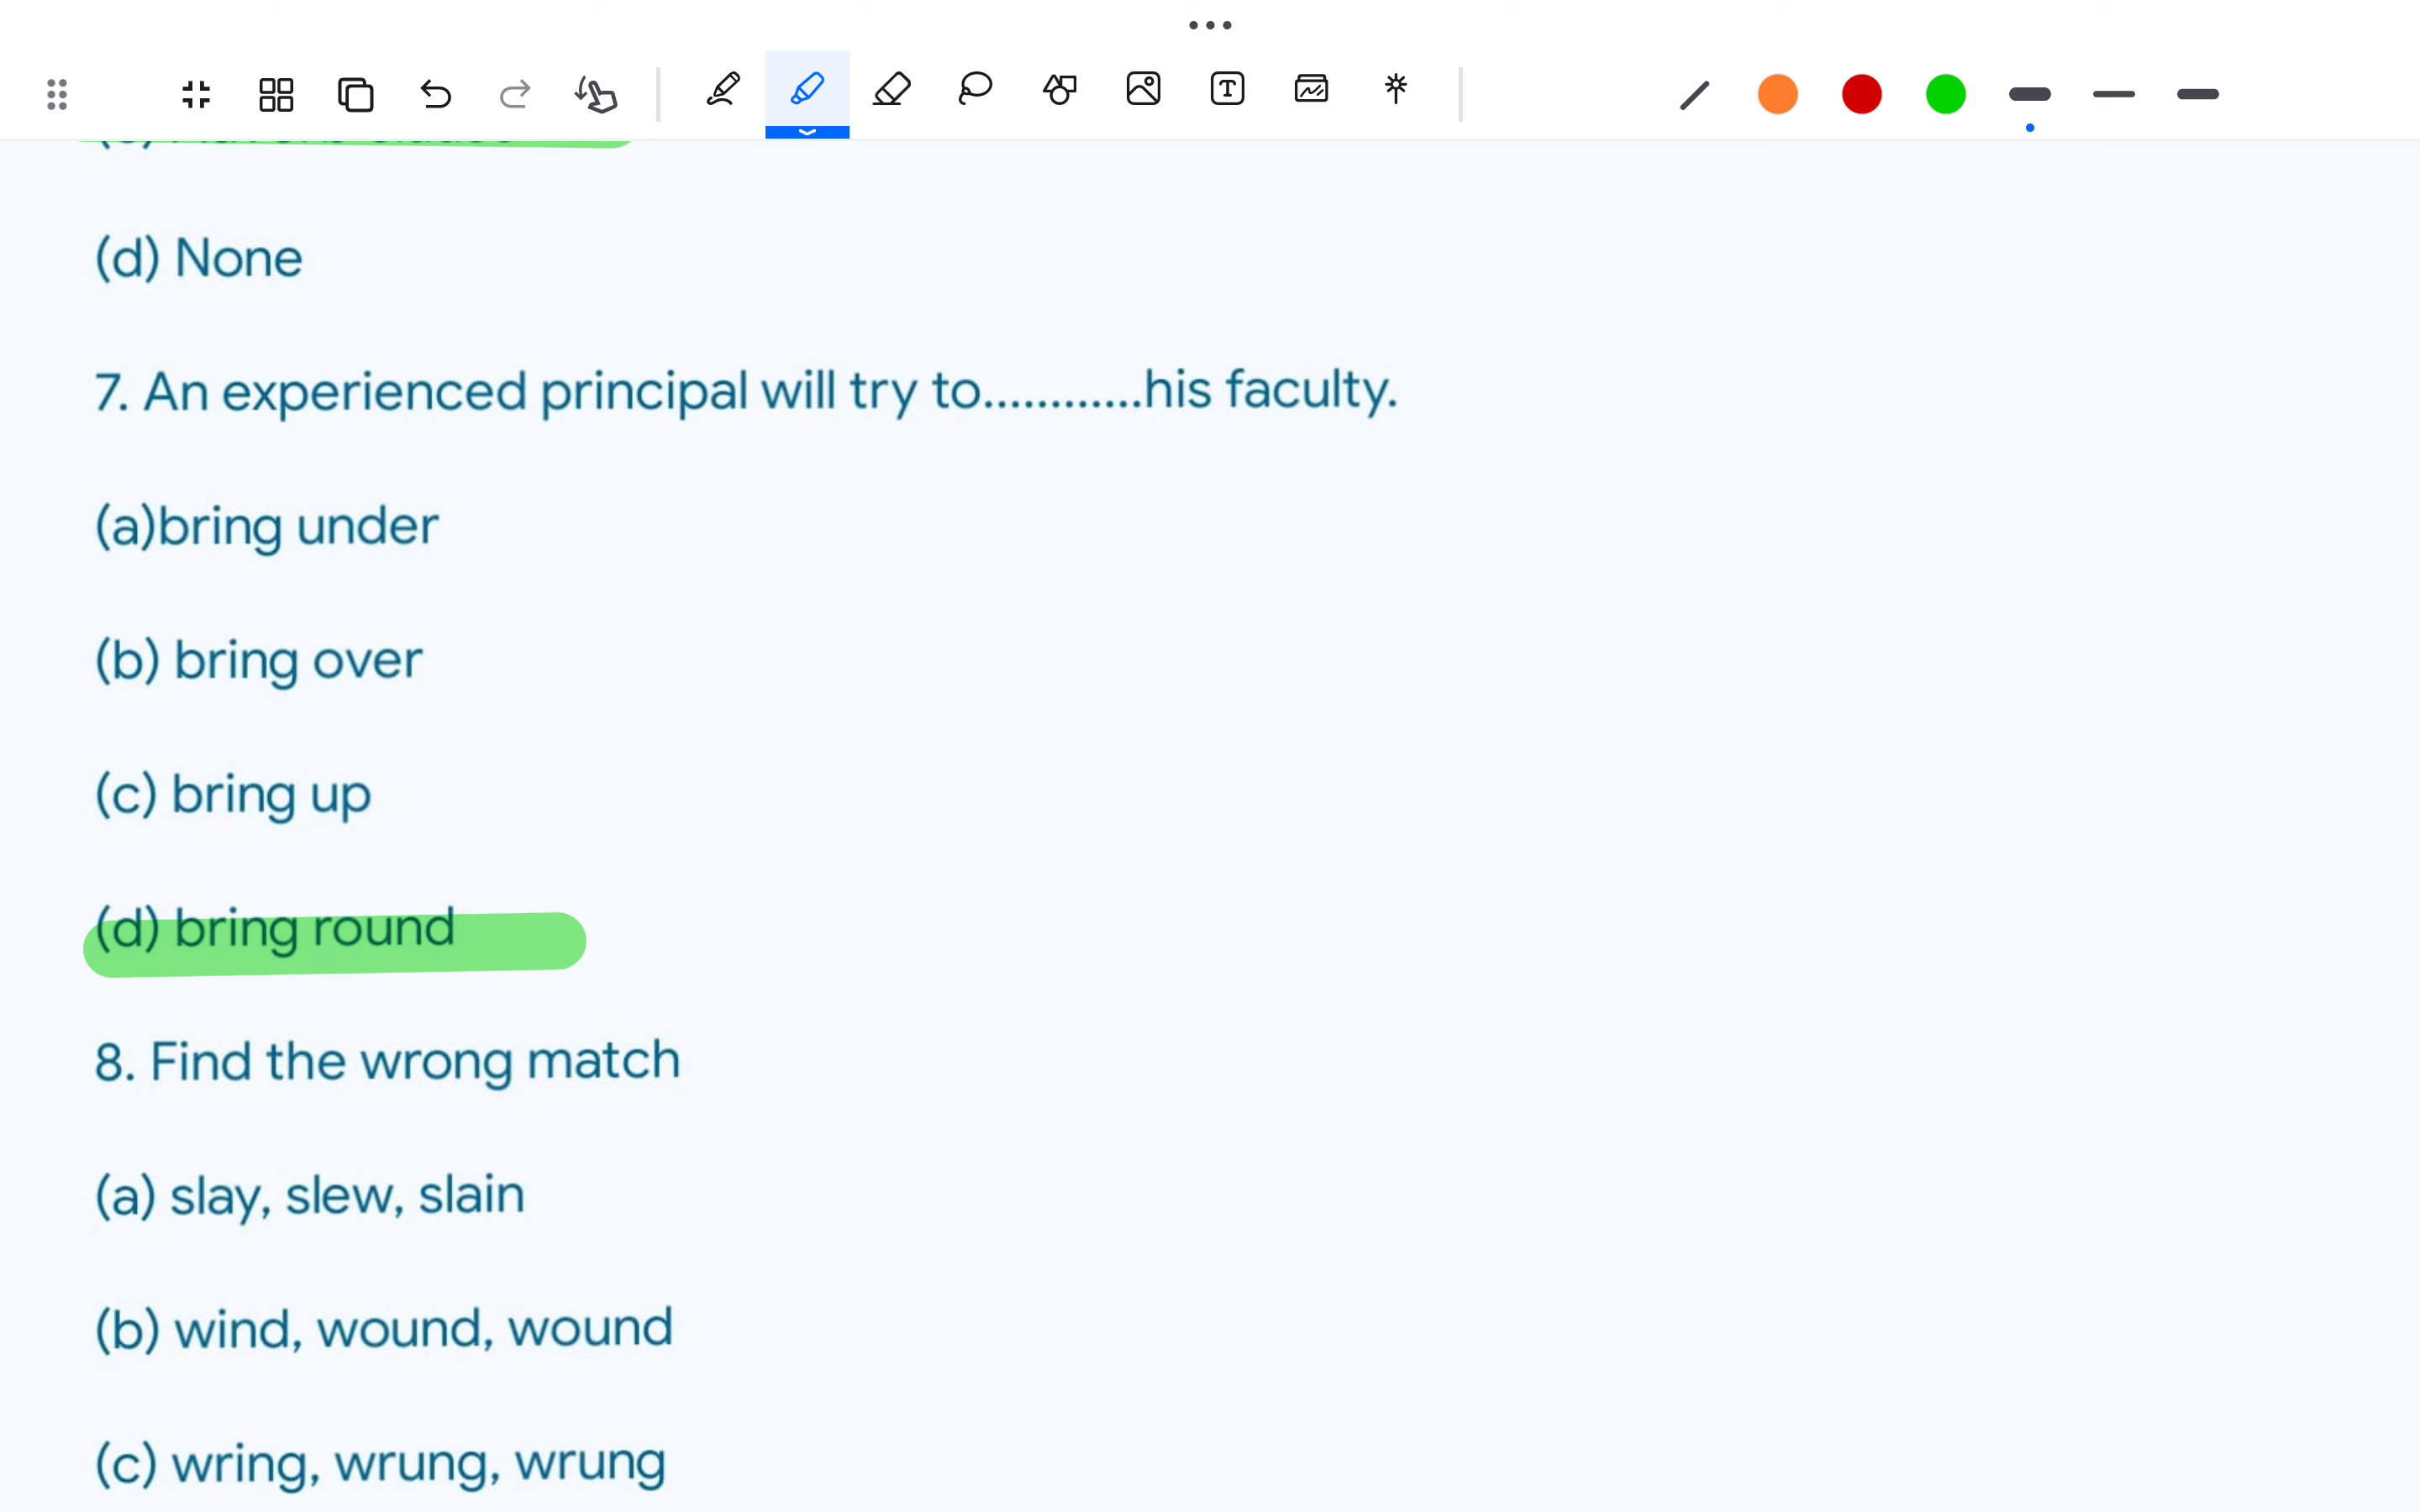 (d) None
7. An experienced principal will try to............his faculty.
(a)bring under
(b) bring over
(c) bring up
(d) bring round
8. Find the wrong match
(a) slay, slew, slain
(b) wind, wound, wound
(c) wring, wrung, wrung